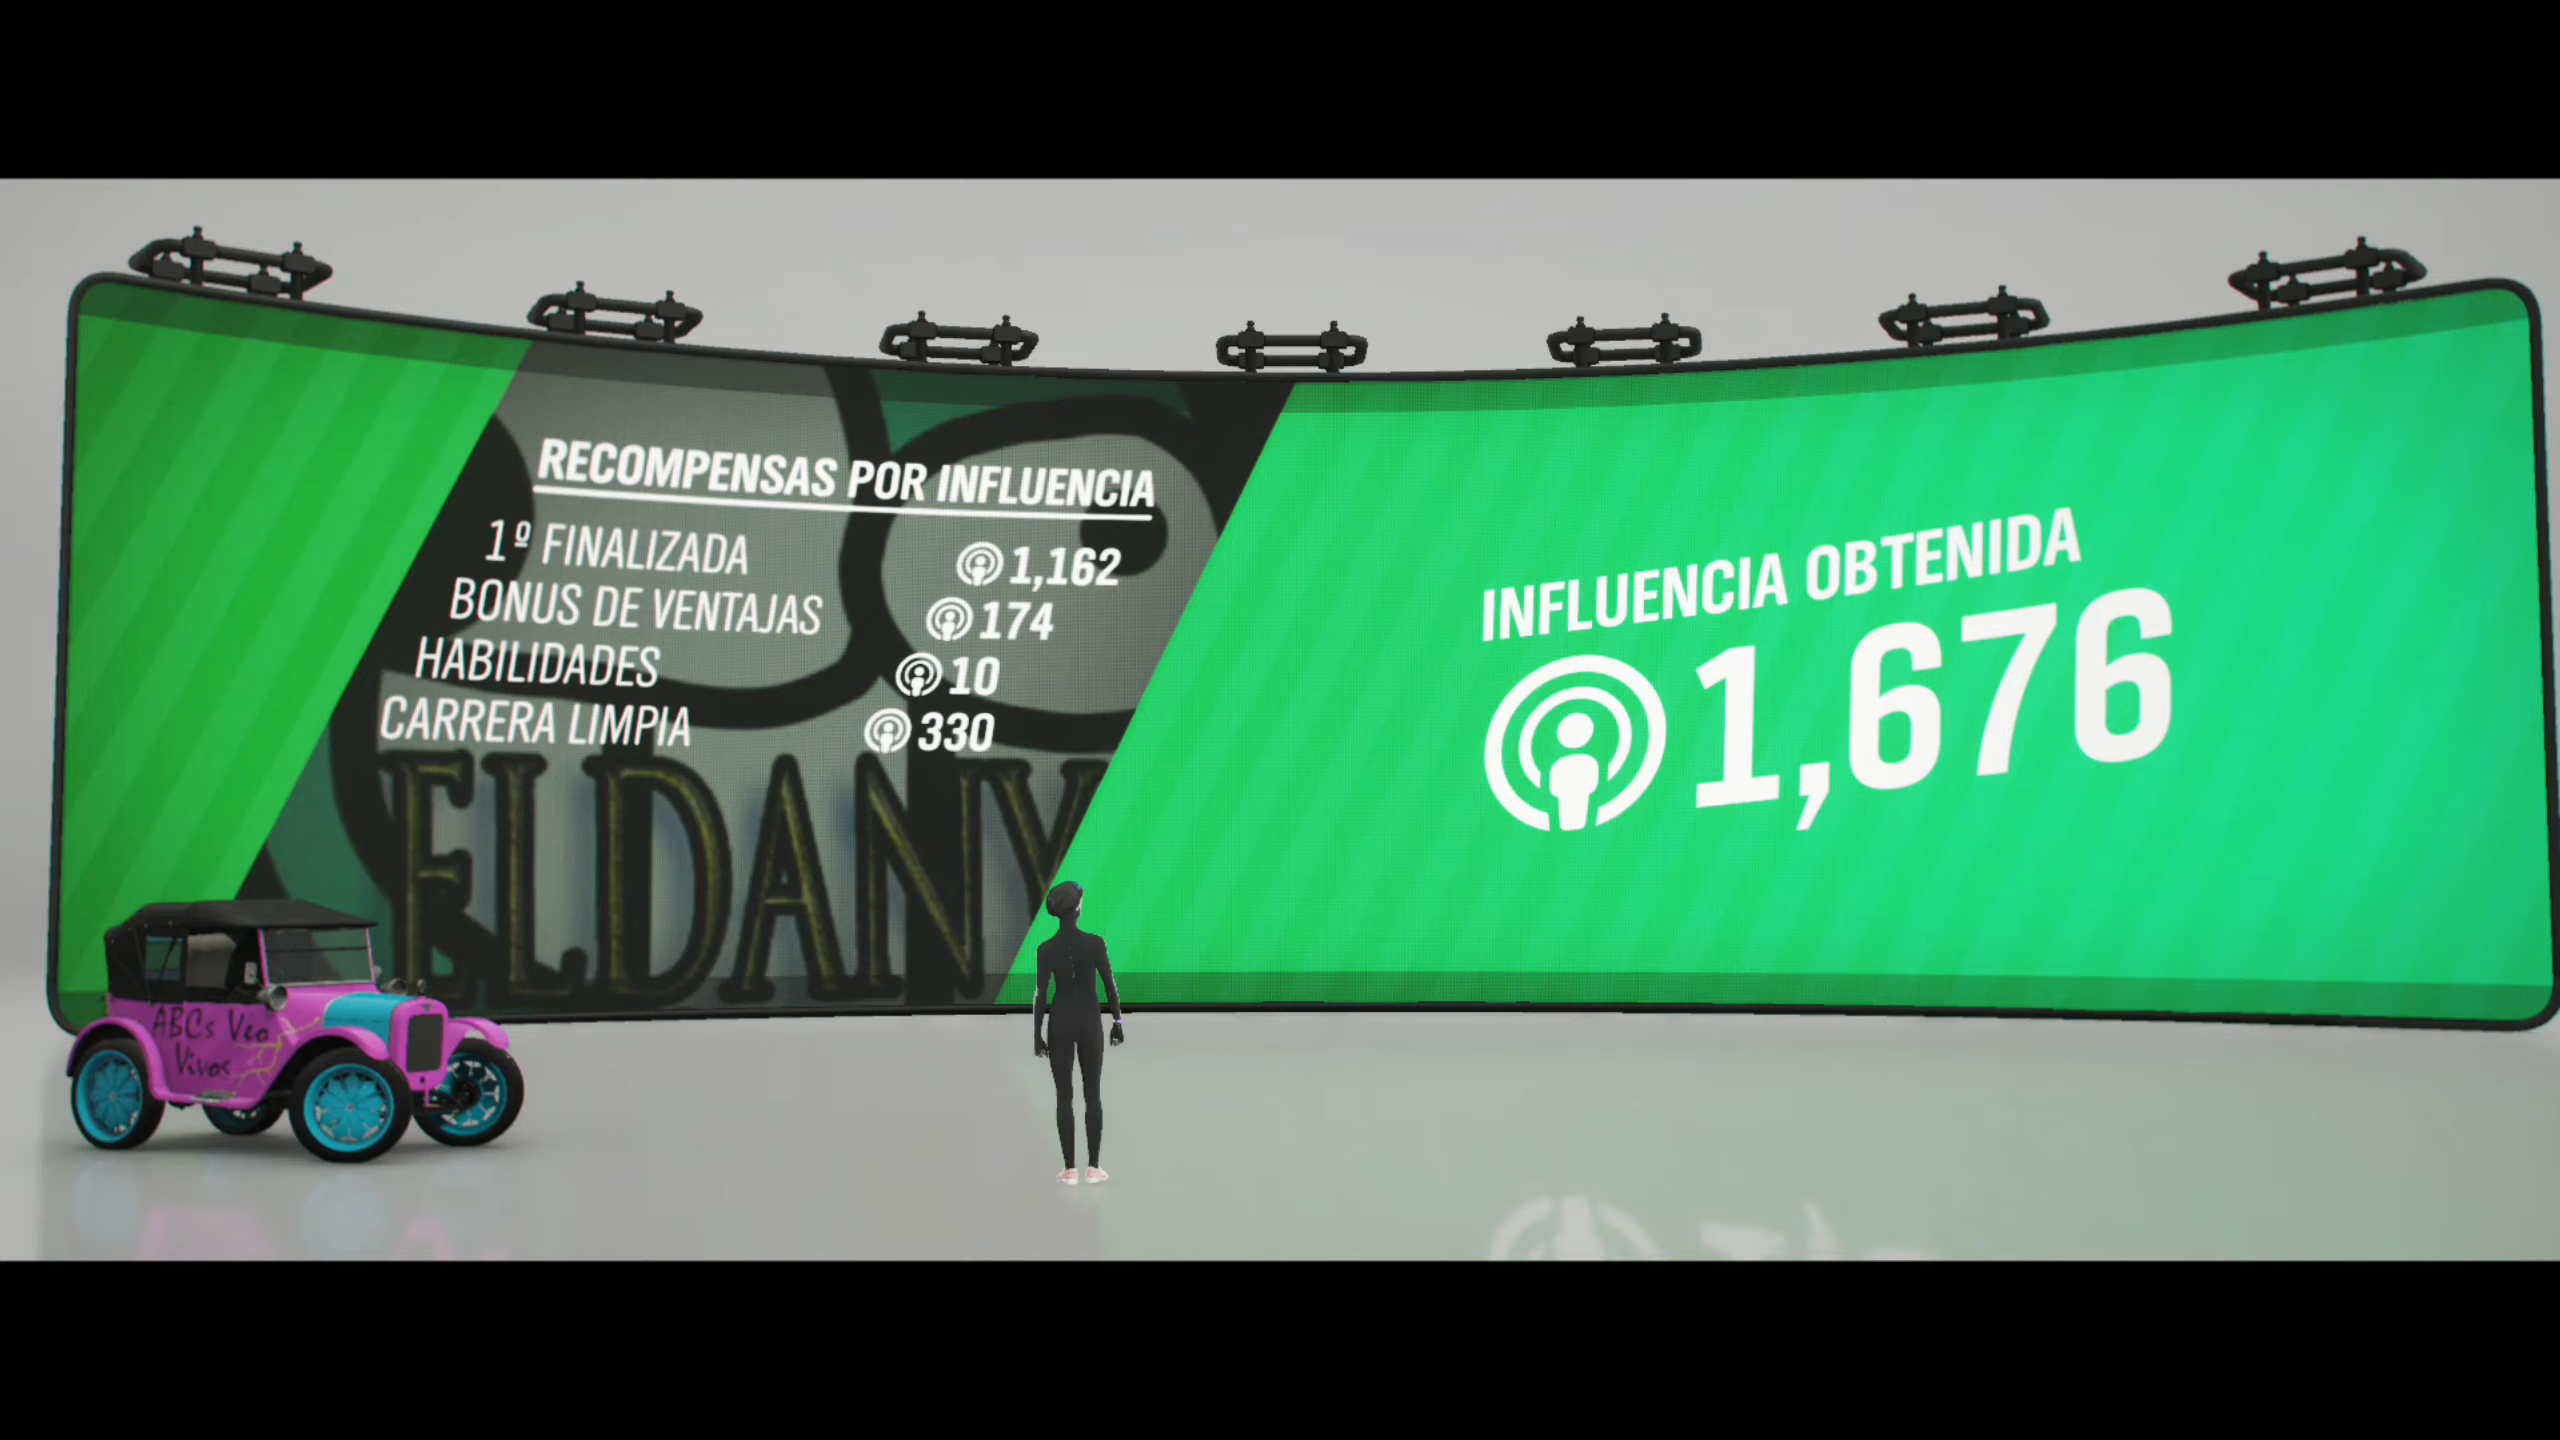 RECOMPENSAS POR INFLUENCIA
1º FINALIZADA 1,162
BONUS DE VENTAJAS 174
HABILIDADES 10
CARRERA LIMPIA 330
ELDANY
INFLUENCIA OBTENIDA
1,676
ABCs Veo
Vivos